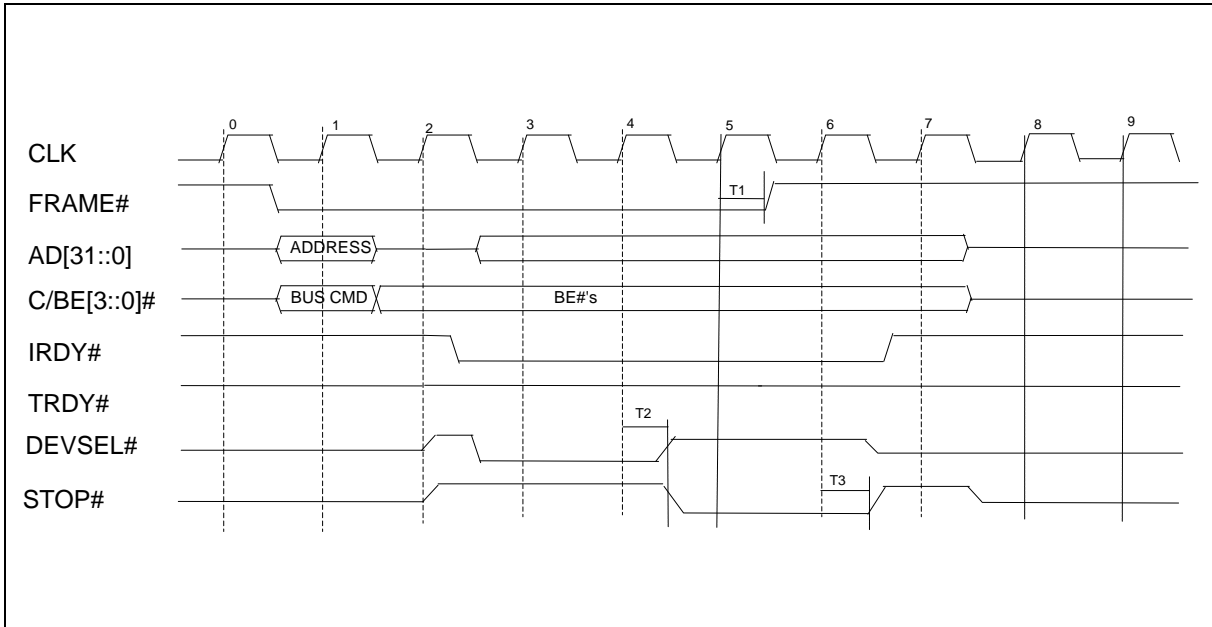 0 1 2 3 4 5 6 7 8 9
CLK
T1
FRAME#
ADDRESS
AD[31::0]
BUS CMD BE#'s
C/BE[3::0]#
IRDY#
TRDY#
T2
DEVSEL#
T3
STOP#